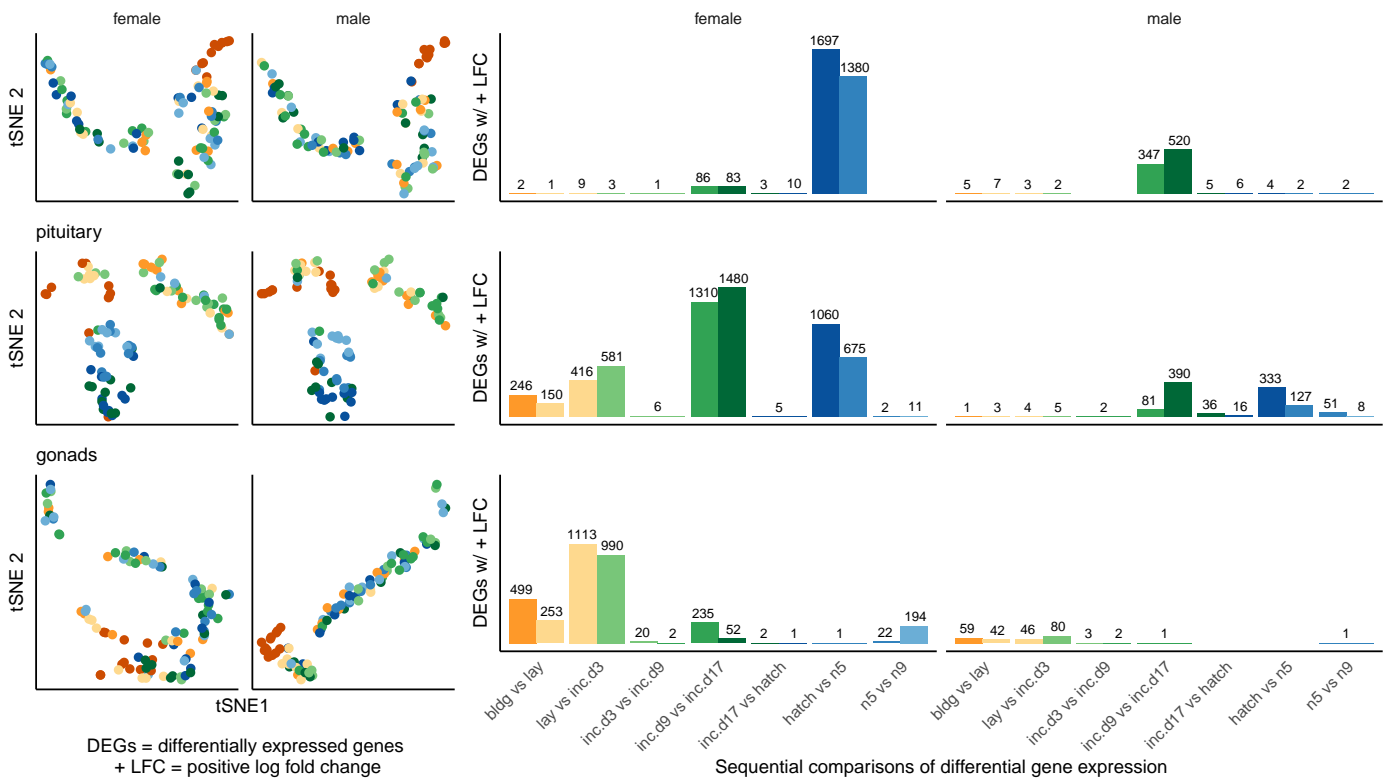 female male female male
tSNE 2
DEGs w/ + LFC
2 1 9 3 1 86 83 3 10 1697 1380
5 7 3 2 347 520 5 6 4 2 2
pituitary
tSNE 2
DEGs w/ + LFC
246 150 416 581 6 1310 1480 5 1060 675 2 11
1 3 4 5 2 81 390 36 16 333 127 51 8
gonads
tSNE 2
DEGs w/ + LFC
499 253 1113 990 20 2 235 52 2 1 1 22 194
59 42 46 80 3 2 1 1
tSNE1
bldg vs lay
lay vs inc.d3
inc.d3 vs inc.d9
inc.d9 vs inc.d17
inc.d17 vs hatch
hatch vs n5
n5 vs n9
bldg vs lay
lay vs inc.d3
inc.d3 vs inc.d9
inc.d9 vs inc.d17
inc.d17 vs hatch
hatch vs n5
n5 vs n9
DEGs = differentially expressed genes
+ LFC = positive log fold change
Sequential comparisons of differential gene expression